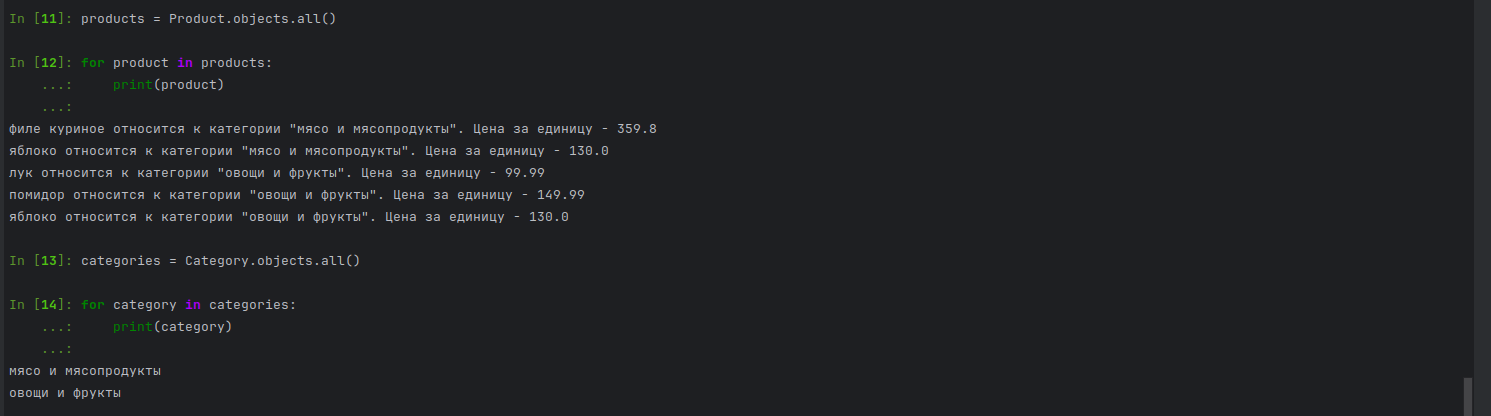 In [11]: products = Product.objects.all()
In [12]: for product in products:
...: print(product)
...:
филе куриное относится к категории "мясо и мясопродукты". Цена за единицу - 359.8
яблоко относится к категории "мясо и мясопродукты". Цена за единицу - 130.0
лук относится к категории "овощи и фрукты". Цена за единицу - 99.99
помидор относится к категории "овощи и фрукты". Цена за единицу - 149.99
яблоко относится к категории "овощи и фрукты". Цена за единицу - 130.0
In [13]: categories = Category.objects.all()
In [14]: for category in categories:
...: print(category)
...:
мясо и мясопродукты
овощи и фрукты